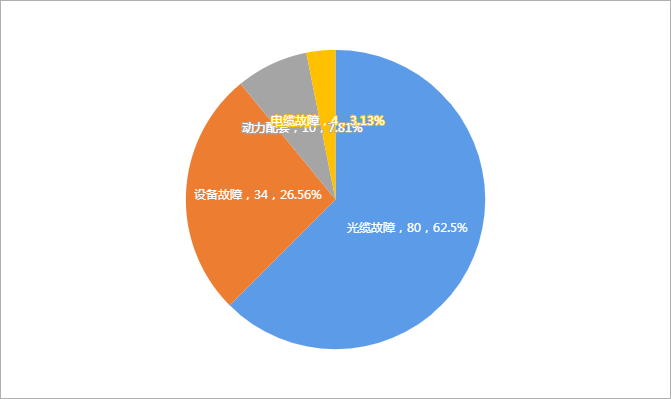 电缆故障，4，3.13%
动力配套，10，7.81%
设备故障，34，26.56%
光缆故障，80，62.5%